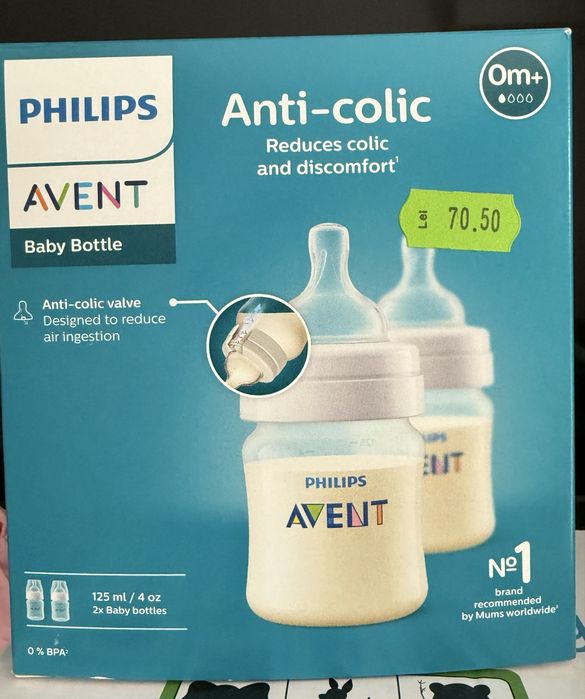 PHILIPS
AVENT
Baby Bottle
Anti-colic
Reduces colic
and discomfort¹
0m+
Lei 70.50
Anti-colic valve
Designed to reduce
air ingestion
PHILIPS
AVENT
IPS
ENT
125 ml / 4 oz
2x Baby bottles
0 % BPA²
Nº1
brand
recommended
by Mums worldwide³